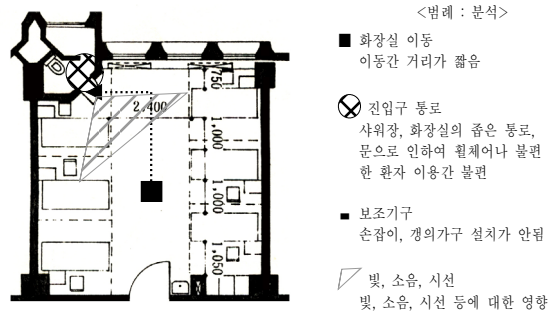 <범례 : 분석>
화장실 이동
이동간 거리가 짧음
진입구 통로
샤워장, 화장실의 좁은 통로,
문으로 인하여 휠체어나 불편
한 환자 이용간 불편
보조기구
손잡이, 갱의가구 설치가 안됨
빛, 소음, 시선
빛, 소음, 시선 등에 대한 영향
750
2,400
1,000
1,000
1,050